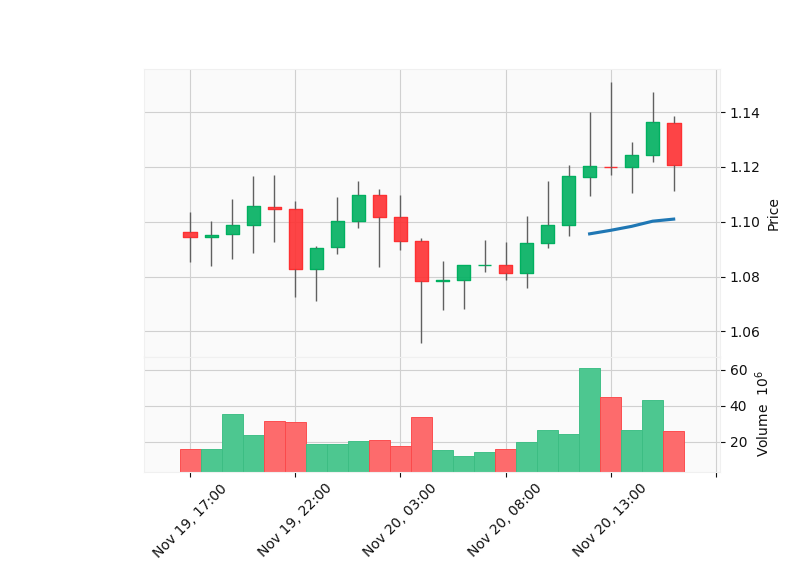 1.14
1.12
1.10
1.08
1.06
Price
60
40
20
Volume 10^6
Nov 19, 17:00
Nov 19, 22:00
Nov 20, 03:00
Nov 20, 08:00
Nov 20, 13:00